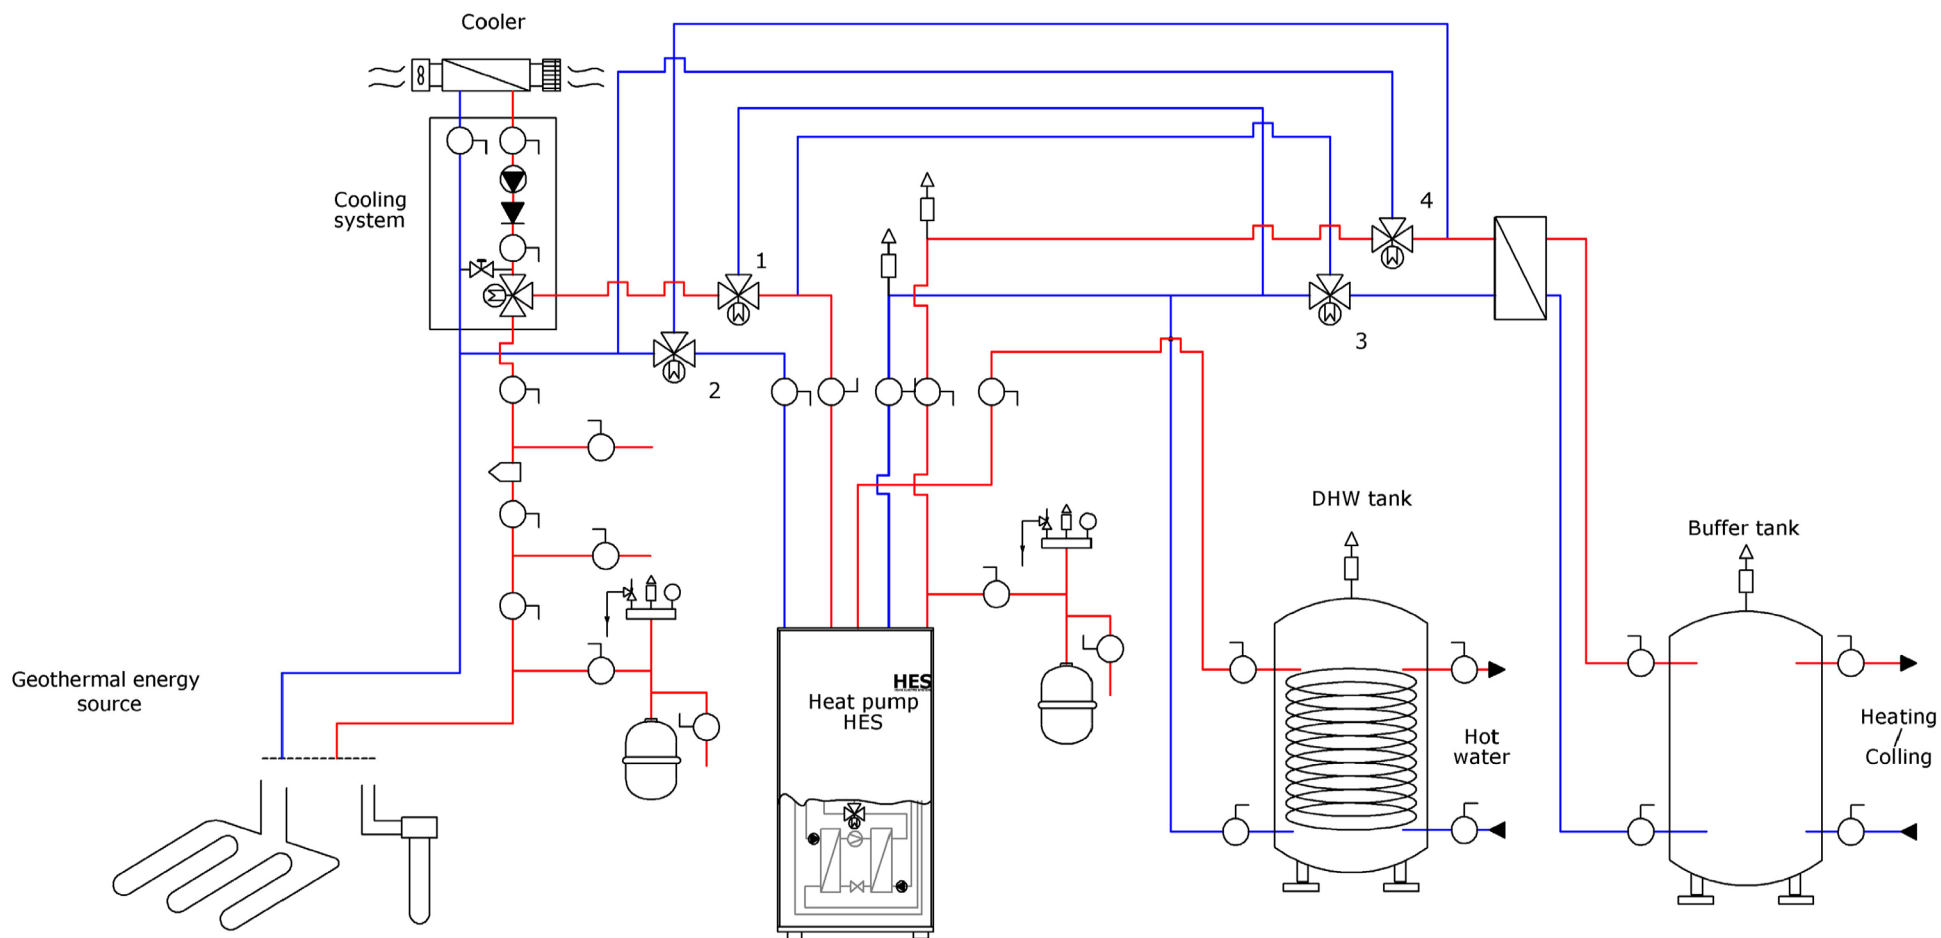 Cooler
Cooling
system
1
2
3
4
Geothermal energy
source
HES
Heat pump
HES
DHW tank
Hot
water
Buffer tank
Heating
/
Colling